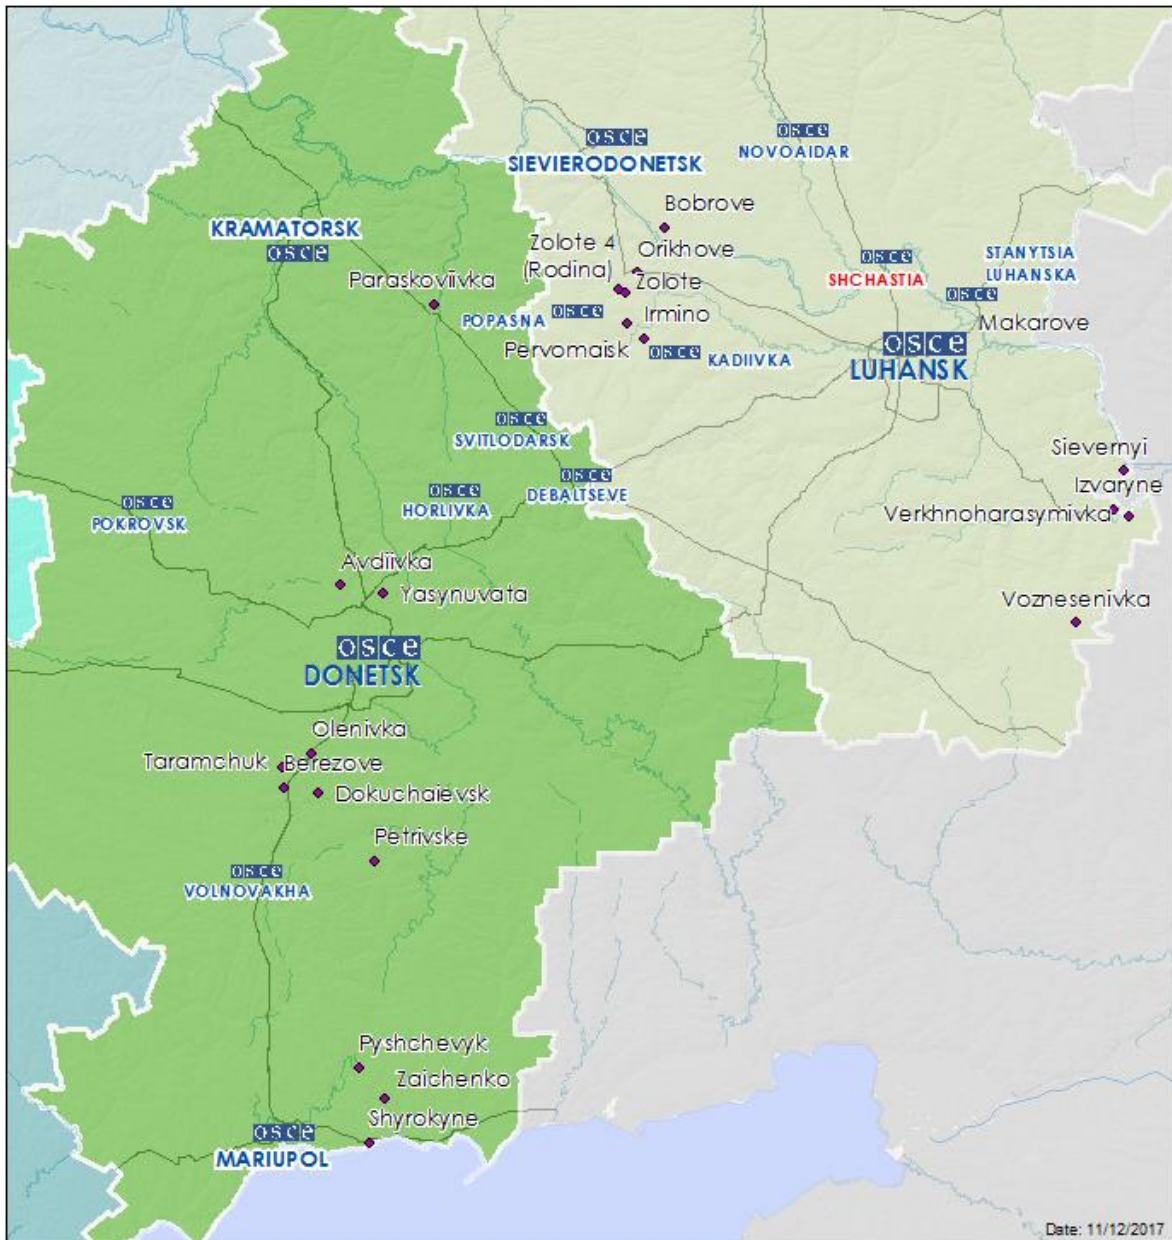 osce
SIEVIERODONETSK
osce
NOVOAIDAR
Bobrove
KRAMATORSK
osce
Zolote 4
(Rodina)
Orikhove
Zolote
osce
SHCHASTIA
STANYTSIA
LUHANSKA
osce
Makarove
Paraskoviivka
POPASNA
osce
Irmino
Pervomaisk
osce
KADIIVKA
osce
LUHANSK
osce
SVITLODARSK
Sievernyi
osce
DEBALTSEVE
osce
HORLIVKA
osce
POKROVSK
Izvaryne
Verkhnoharasymivka
Avdiivka
Yasynuvata
Voznesenivka
osce
DONETSK
Olenivka
Taramchuk
Berezove
Dokuchaievsk
Petrivske
osce
VOLNOVAKHA
Pyshchevyk
Zaichenko
Shyrokyne
osce
MARIUPOL
Date: 11/12/2017